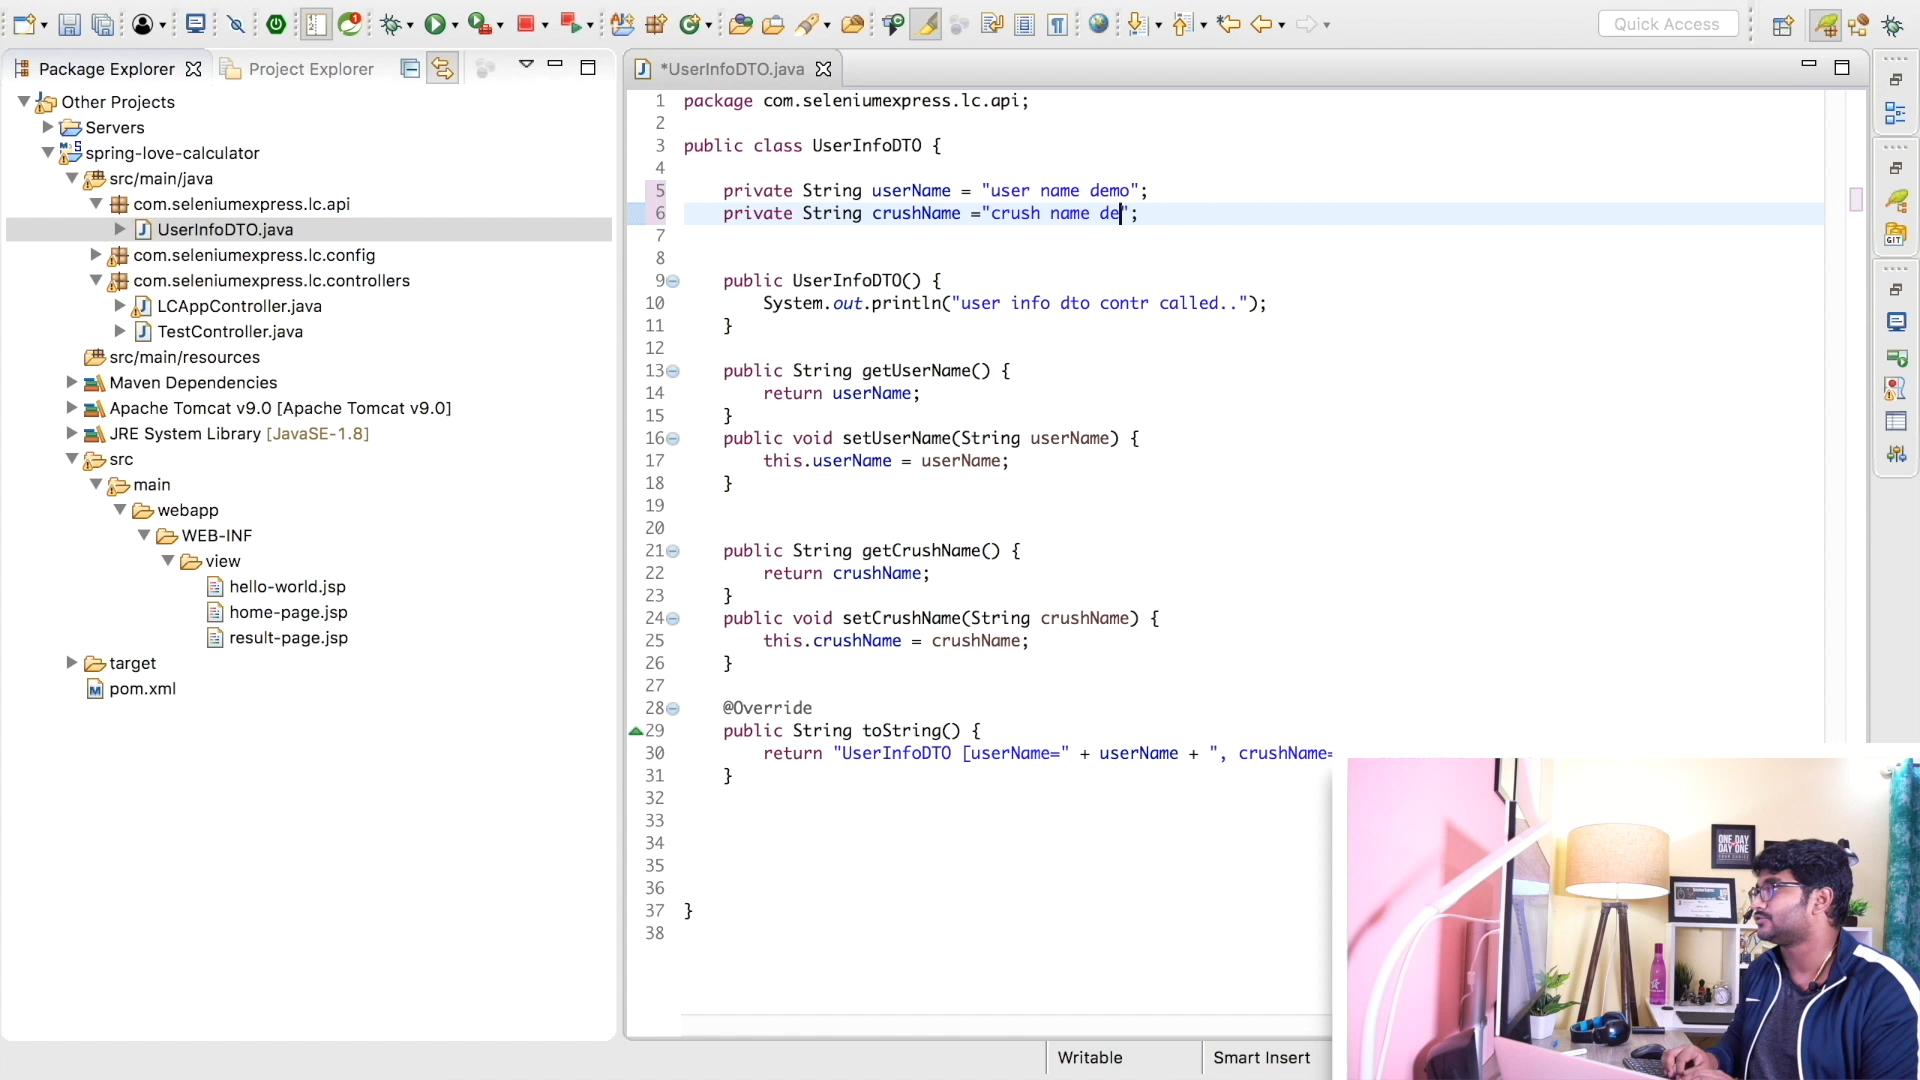 Quick Access
Package Explorer
Project Explorer
*UserInfoDTO.java
Other Projects
Servers
spring-love-calculator
src/main/java
com.seleniumexpress.lc.api
UserInfoDTO.java
com.seleniumexpress.lc.config
com.seleniumexpress.lc.controllers
LCAppController.java
TestController.java
src/main/resources
Maven Dependencies
Apache Tomcat v9.0 [Apache Tomcat v9.0]
JRE System Library [JavaSE-1.8]
src
main
webapp
WEB-INF
view
hello-world.jsp
home-page.jsp
result-page.jsp
target
pom.xml
1 package com.seleniumexpress.lc.api;
2
3 public class UserInfoDTO {
4
5 private String userName = "user name demo";
6 private String crushName ="crush name de";
7
8
9 public UserInfoDTO() {
10 System.out.println("user info dto contr called..");
11 }
12
13 public String getUserName() {
14 return userName;
15 }
16 public void setUserName(String userName) {
17 this.userName = userName;
18 }
19
20
21 public String getCrushName() {
22 return crushName;
23 }
24 public void setCrushName(String crushName) {
25 this.crushName = crushName;
26 }
27
28 @Override
29 public String toString() {
30 return "UserInfoDTO [userName=" + userName + ", crushName=
31 }
32
33
34
35
36
37 }
38
GIT
ONE DAY
DAY ONE
Writable
Smart Insert